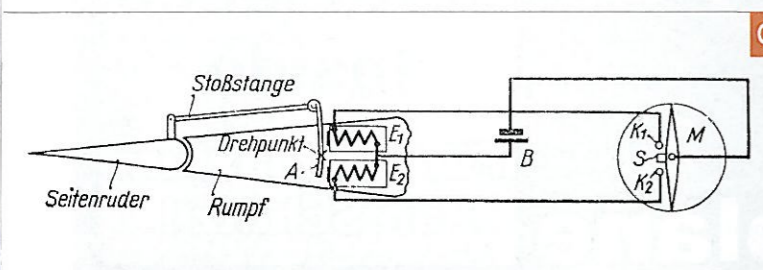 Stoßstange
Drehpunkt
A
E1
E2
B
K1
S
K2
M
Seitenruder
Rumpf